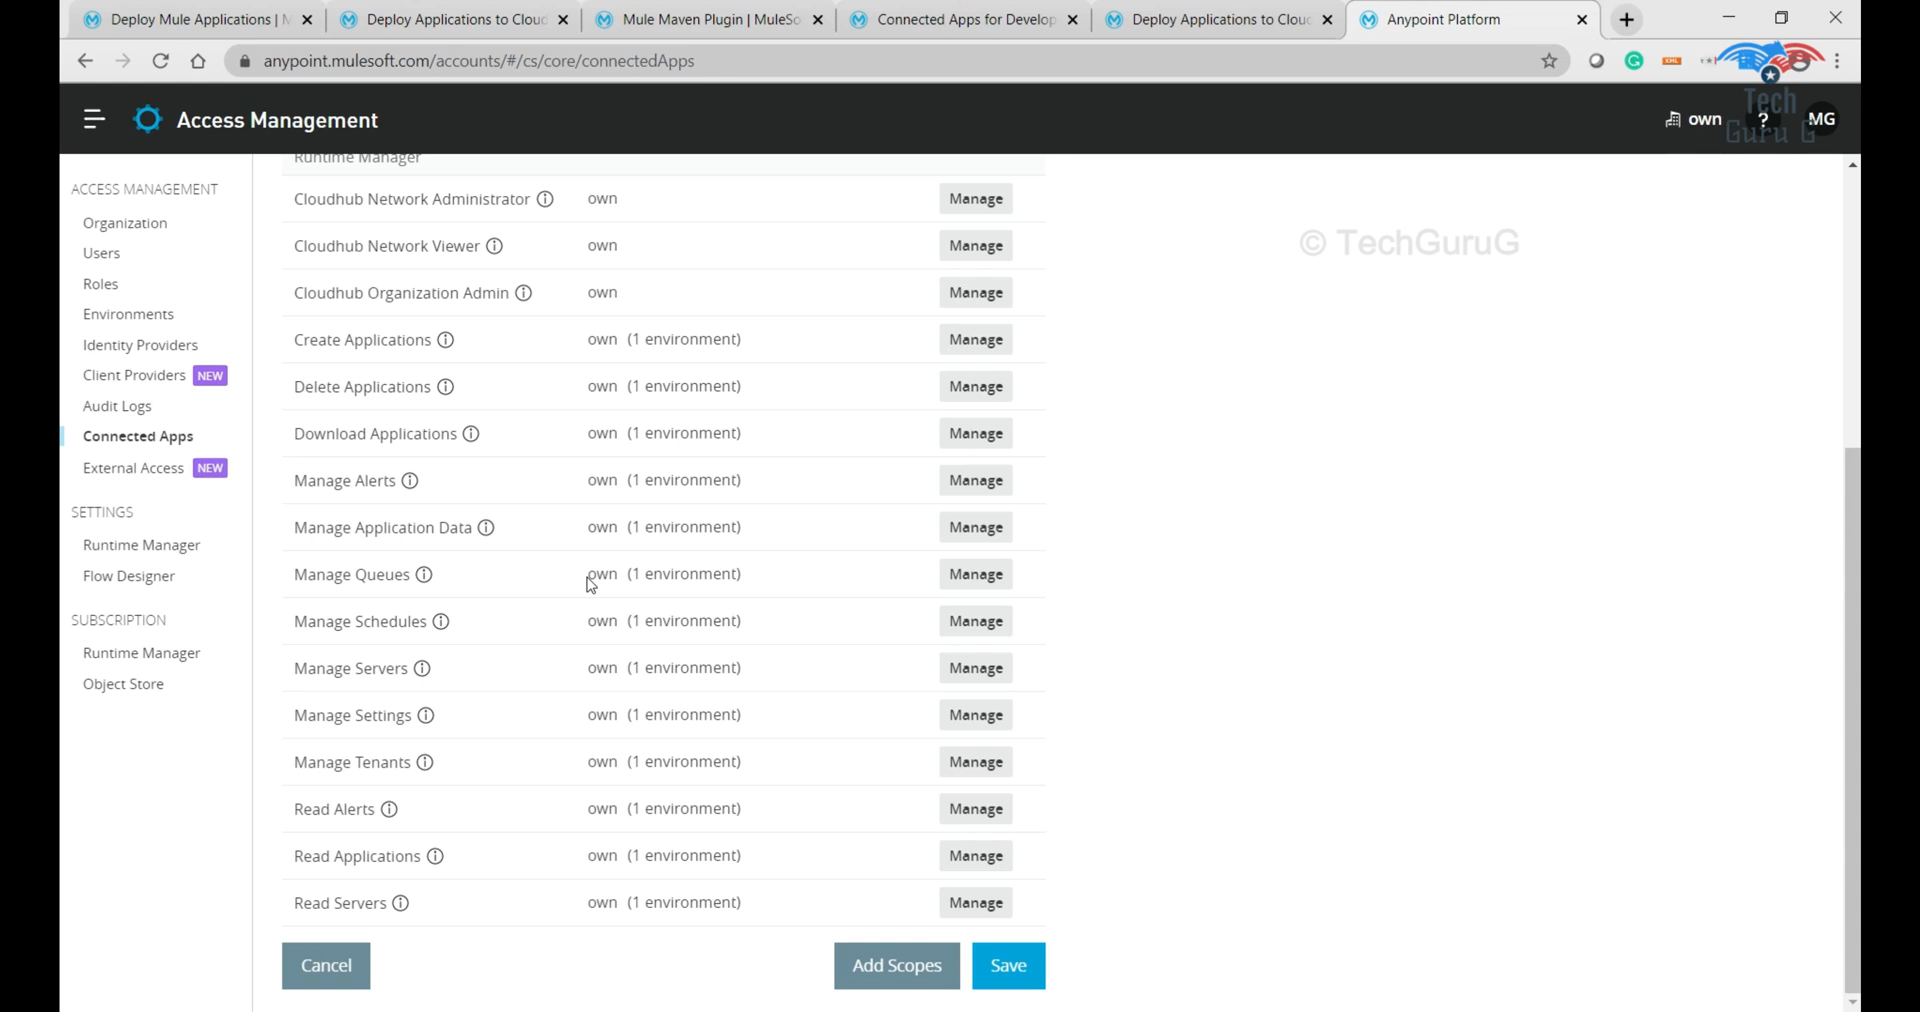 Deploy Mule Applications | M
Deploy Applications to Cloud
Mule Maven Plugin | MuleSo
Connected Apps for Develop
Deploy Applications to Cloud
Anypoint Platform
anypoint.mulesoft.com/accounts/#/cs/core/connectedApps
XML
Access Management
own
?
MG
Tech
Guru G
ACCESS MANAGEMENT
Organization
Users
Roles
Environments
Identity Providers
Client Providers NEW
Audit Logs
Connected Apps
External Access NEW
SETTINGS
Runtime Manager
Flow Designer
SUBSCRIPTION
Runtime Manager
Object Store
Runtime Manager
Cloudhub Network Administrator own Manage
Cloudhub Network Viewer own Manage
Cloudhub Organization Admin own Manage
Create Applications own (1 environment) Manage
Delete Applications own (1 environment) Manage
Download Applications own (1 environment) Manage
Manage Alerts own (1 environment) Manage
Manage Application Data own (1 environment) Manage
Manage Queues own (1 environment) Manage
Manage Schedules own (1 environment) Manage
Manage Servers own (1 environment) Manage
Manage Settings own (1 environment) Manage
Manage Tenants own (1 environment) Manage
Read Alerts own (1 environment) Manage
Read Applications own (1 environment) Manage
Read Servers own (1 environment) Manage
Cancel Add Scopes Save
© TechGuruG